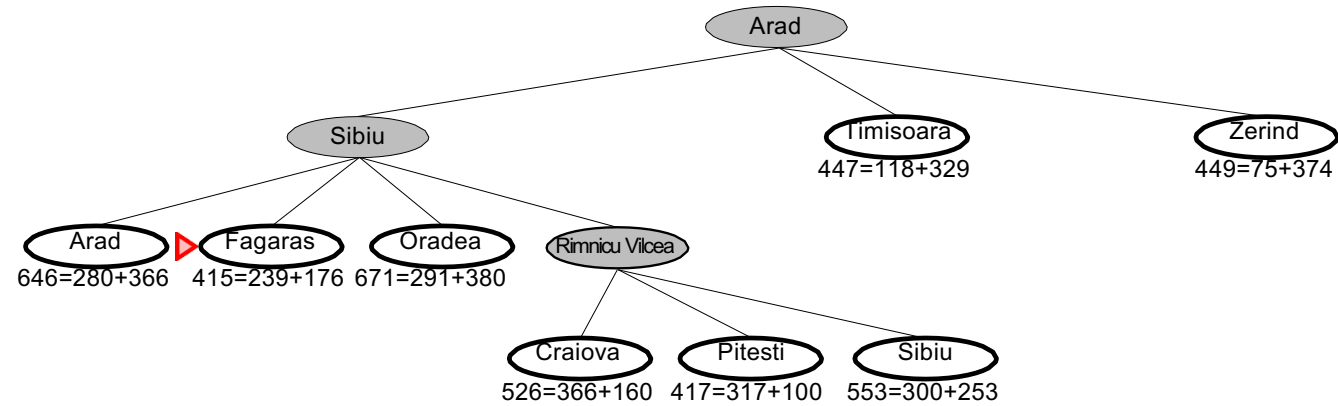 Arad
Sibiu
Timisoara
Zerind
447=118+329
449=75+374
Arad
Fagaras
Oradea
Rimnicu Vilcea
646=280+366
415=239+176
671=291+380
Craiova
Pitesti
Sibiu
526=366+160
417=317+100
553=300+253